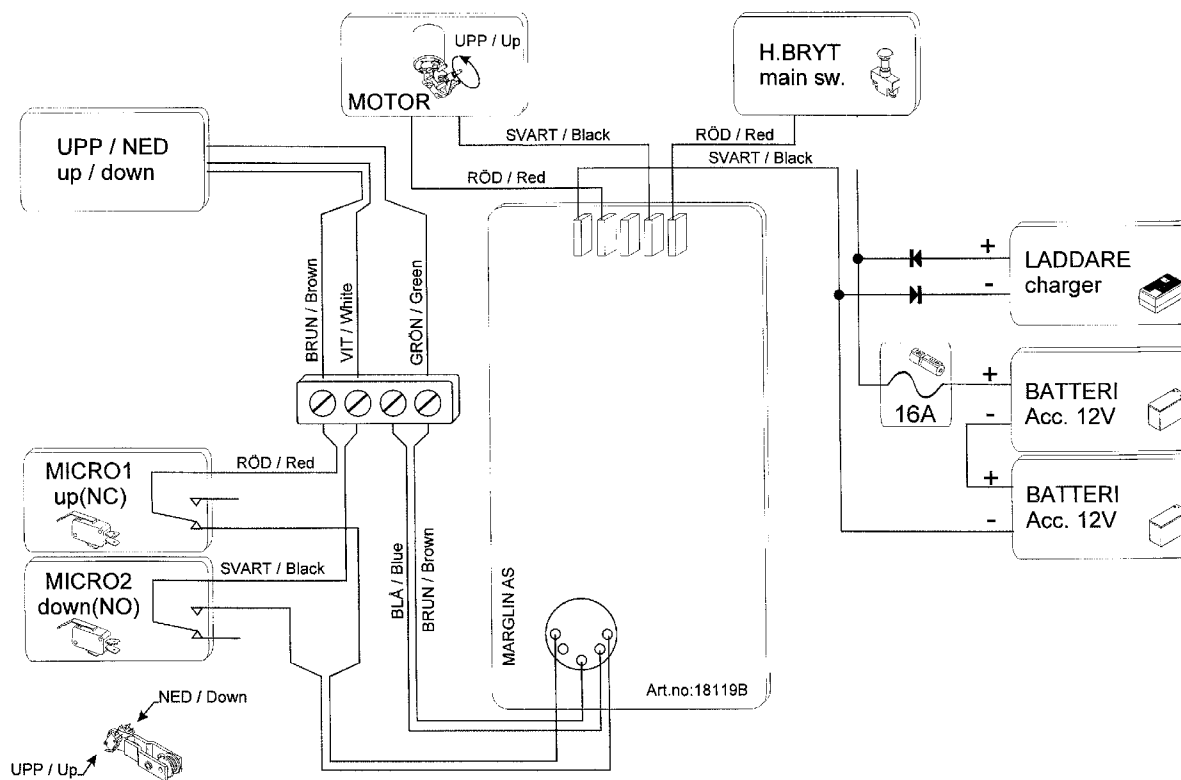 UPP / Up
MOTOR
H.BRYT
main sw.
UPP / NED
up / down
SVART / Black
RÖD / Red
SVART / Black
RÖD / Red
BRUN / Brown
VIT / White
GRÖN / Green
+
-
LADDARE
charger
16A
+
-
BATTERI
Acc. 12V
+
-
BATTERI
Acc. 12V
MICRO1
up(NC)
RÖD / Red
MICRO2
down(NO)
SVART / Black
BLÅ / Blue
BRUN / Brown
MARGLIN AS
Art.no:18119B
NED / Down
UPP / Up